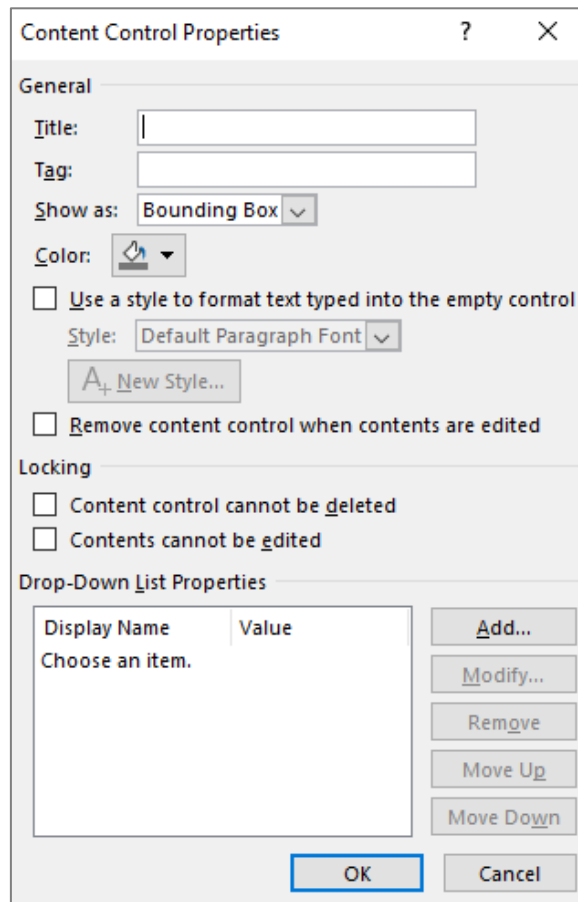 Content Control Properties ? ×
General
Title:
Tag:
Show as: Bounding Box
Color:
Use a style to format text typed into the empty control
Style: Default Paragraph Font
A+ New Style...
Remove content control when contents are edited
Locking
Content control cannot be deleted
Contents cannot be edited
Drop-Down List Properties
Display Name Value Add...
Choose an item.
Modify...
Remove
Move Up
Move Down
OK Cancel